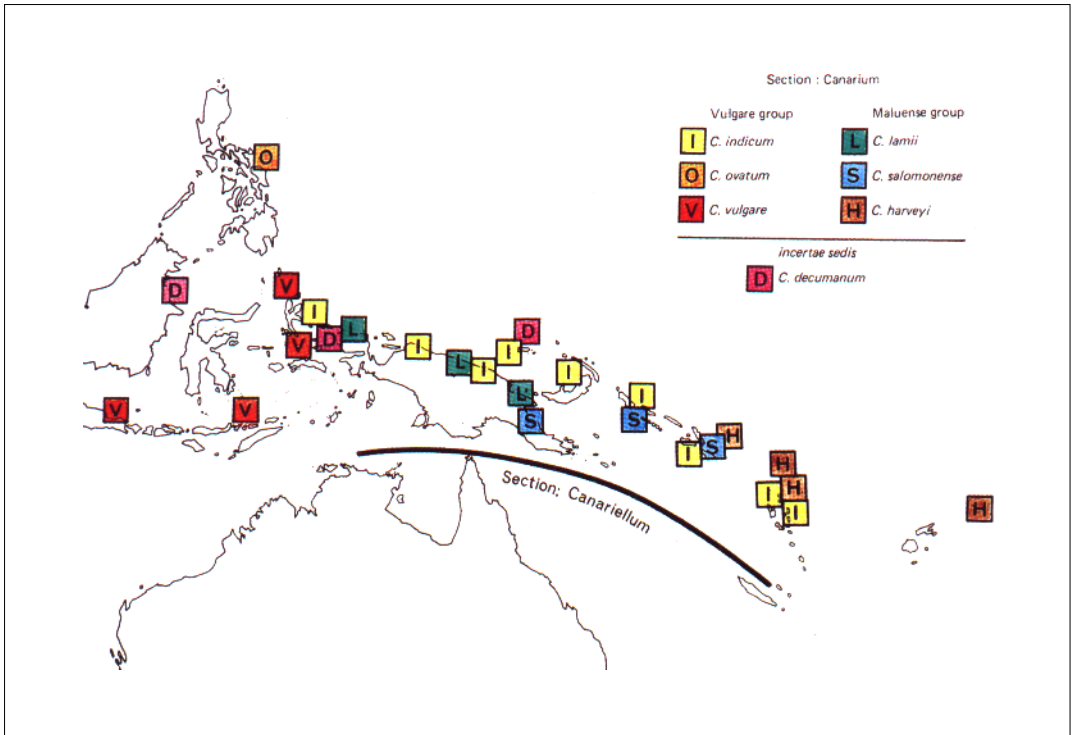 Section : Canarium
Vulgare group
Maluense group
I C. indicum
L C. lamii
O C. ovatum
S C. salomonense
V C. vulgare
H C. harveyi
incertae sedis
D C. decumanum
O
D
V
I
V
D
L
I
L
I
I
D
I
L
S
V
V
I
S
I
S
H
H
I
H
I
H
Section: Canariellum